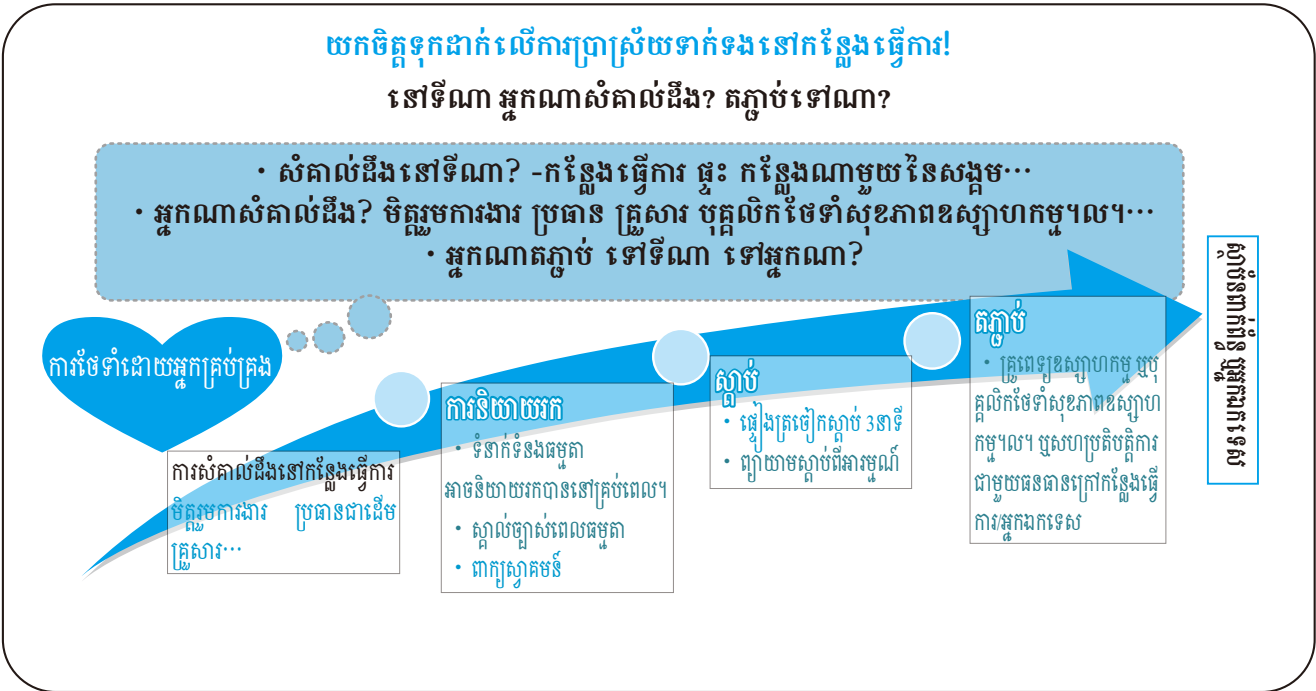 យកចិត្តទុកដាក់លើការប្រាស្រ័យទាក់ទងនៅកន្លែងធ្វើការ!
នៅទីណា អ្នកណាសំគាល់ដឹង? តភ្ជាប់ទៅណា?
· សំគាល់ដឹងនៅទីណា? -កន្លែងធ្វើការ ផ្ទះ កន្លែងណាមួយនៃសង្គម…
· អ្នកណាសំគាល់ដឹង? មិត្តរួមការងារ ប្រធាន គ្រួសារ បុគ្គលិកថែទាំសុខភាពឧស្សាហកម្ម។ល។…
· អ្នកណាតភ្ជាប់ ទៅទីណា ទៅអ្នកណា?
ការថែទាំដោយអ្នកគ្រប់គ្រង
ការសំគាល់ដឹងនៅកន្លែងធ្វើការ
មិត្តរួមការងារ ប្រធានជាដើម
គ្រួសារ…
ការនិយាយរក
· ទំនាក់ទំនងធម្មតា
អាចនិយាយរកបាននៅគ្រប់ពេល។
· ស្គាល់ច្បាស់ពេលធម្មតា
· ពាក្យស្វាគមន៍
ស្តាប់
· ផ្ទៀងត្រចៀកស្តាប់ 3នាទី
· ព្យាយាមស្តាប់ពីអារម្មណ៍
តភ្ជាប់
· គ្រូពេទ្យឧស្សាហកម្ម ឬបុ
គ្គលិកថែទាំសុខភាពឧស្សាហ
កម្ម។ល។ ឬសហប្រតិបត្តិការ
ជាមួយធនធានក្រៅកន្លែងធ្វើ
ការ/អ្នកឯកទេស